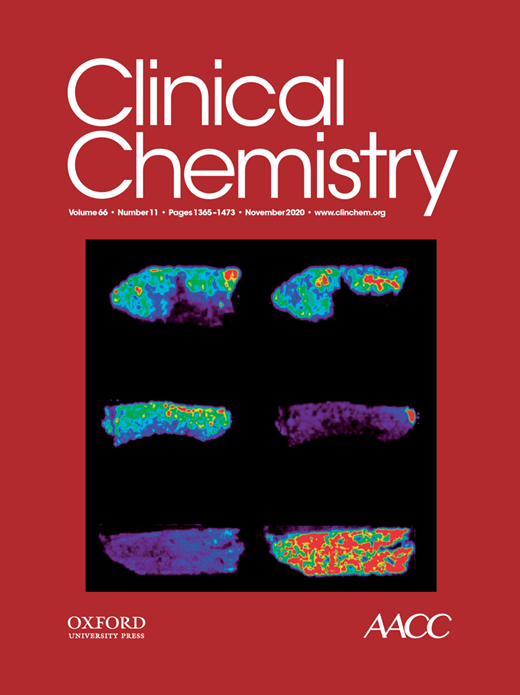 Clinical
Chemistry
Volume 66 • Number 11 • Pages 1365–1473 • November 2020 • www.clinchem.org
OXFORD
UNIVERSITY PRESS
AACC